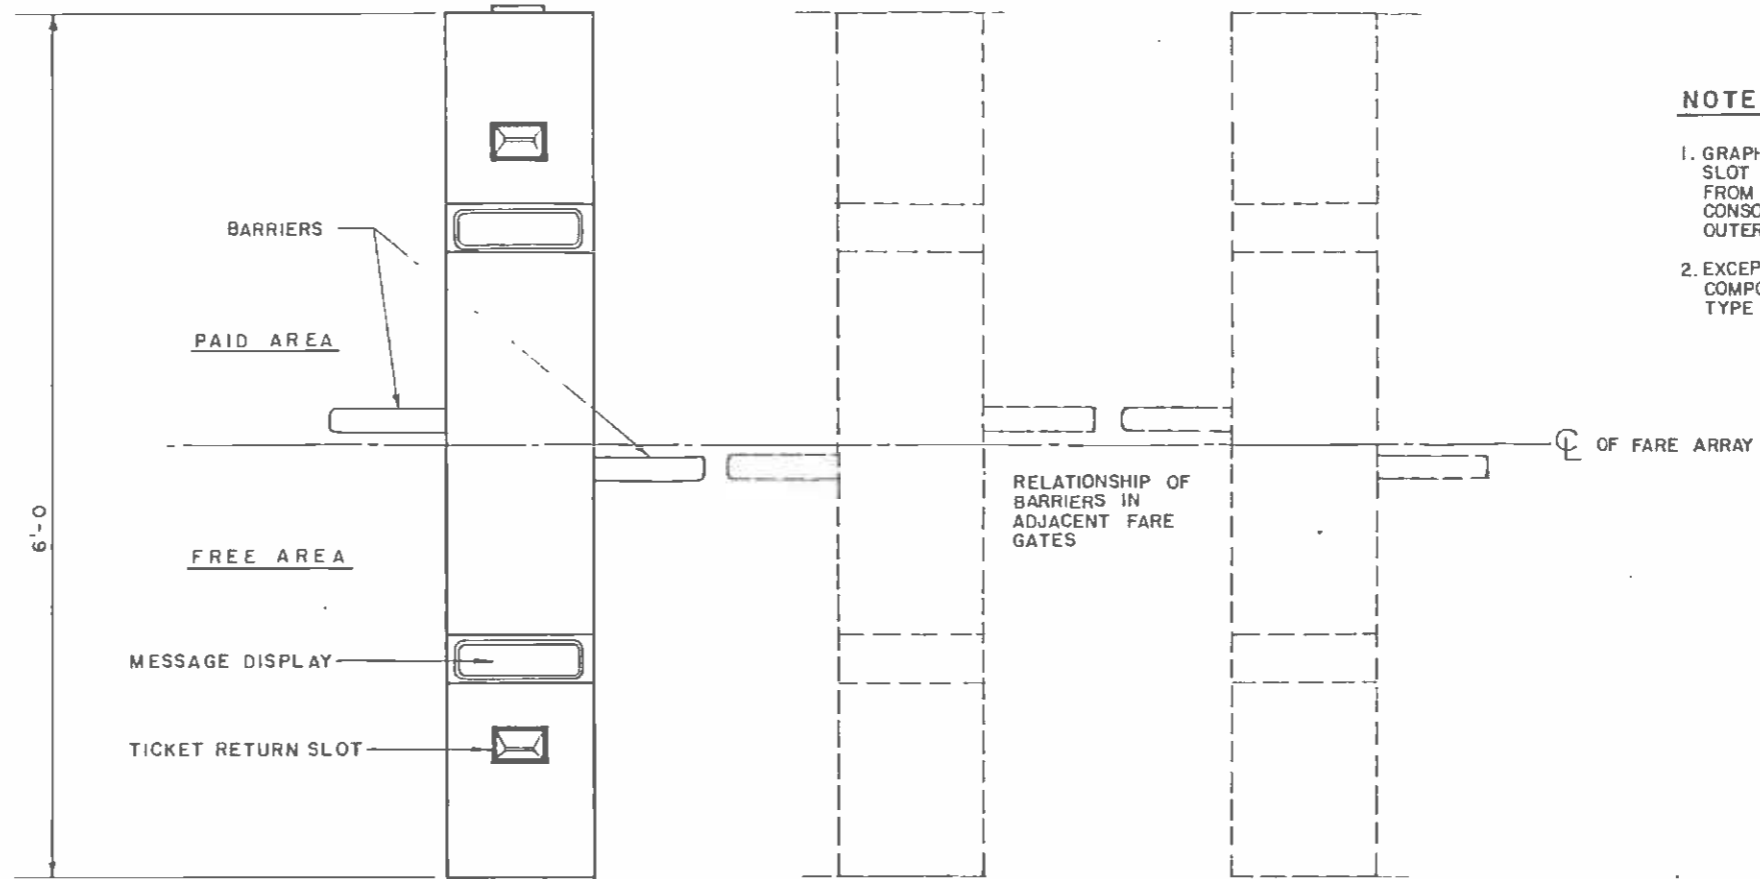 NOTE
1. GRAPH
SLOT
FROM
CONSO
OUTER
2. EXCEP
COMPO
TYPE
BARRIERS
PAID AREA
℄ OF FARE ARRAY
RELATIONSHIP OF
BARRIERS IN
ADJACENT FARE
GATES
6'-0
FREE AREA
MESSAGE DISPLAY
TICKET RETURN SLOT